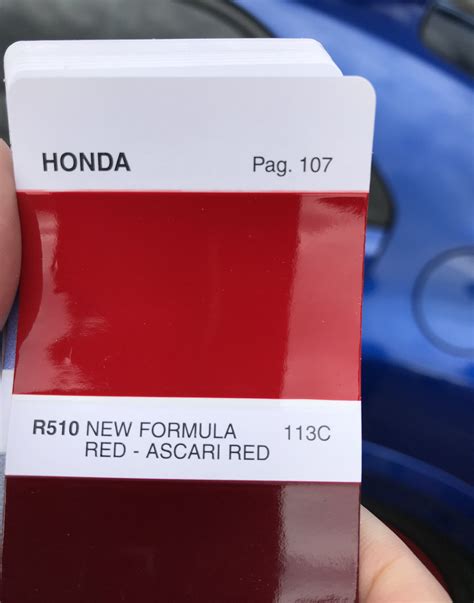 HONDA Pag. 107
R510 NEW FORMULA 113C
RED - ASCARI RED